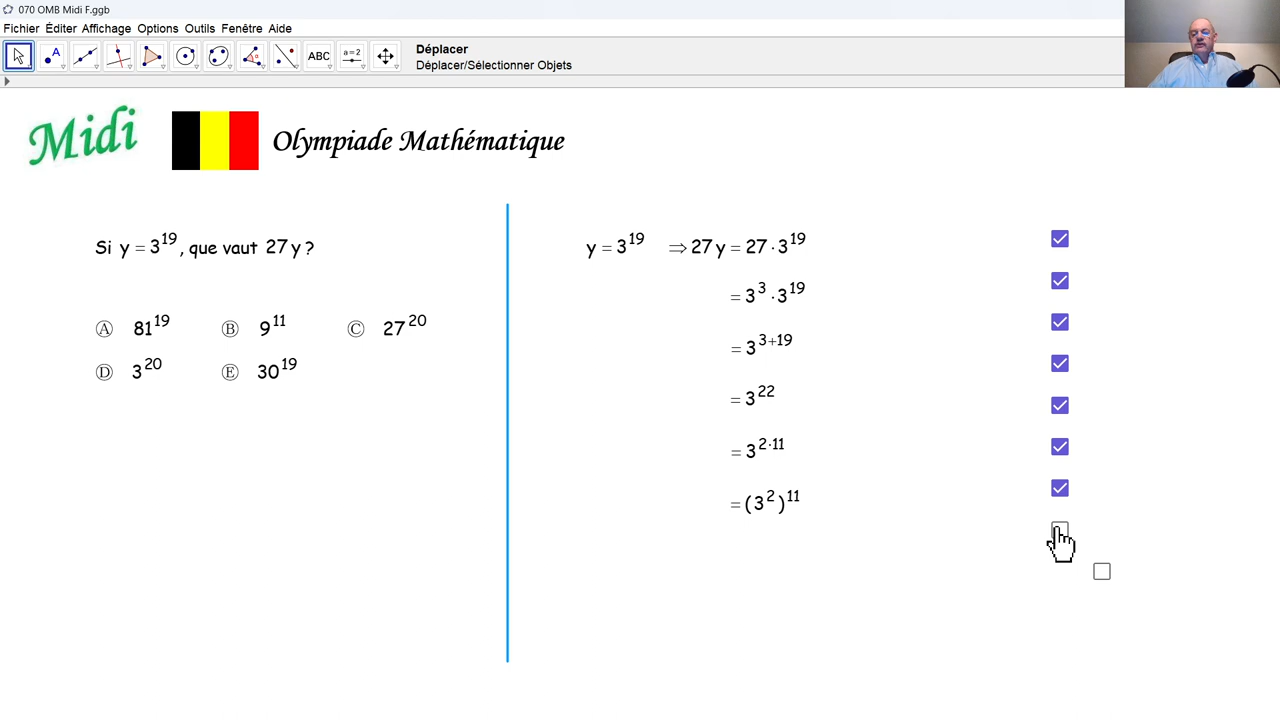 070 OMB Midi F.ggb
Fichier Éditer Affichage Options Outils Fenêtre Aide
ABC
a=2
Déplacer
Déplacer/Sélectionner Objets
Midi
Olympiade Mathématique
Si y = 3^19, que vaut 27y ?
Ⓐ 81^19 Ⓑ 9^11 Ⓒ 27^20
Ⓓ 3^20 Ⓔ 30^19
y = 3^19 ⇒ 27y = 27 · 3^19
= 3^3 · 3^19
= 3^(3+19)
= 3^22
= 3^(2·11)
= (3^2)^11